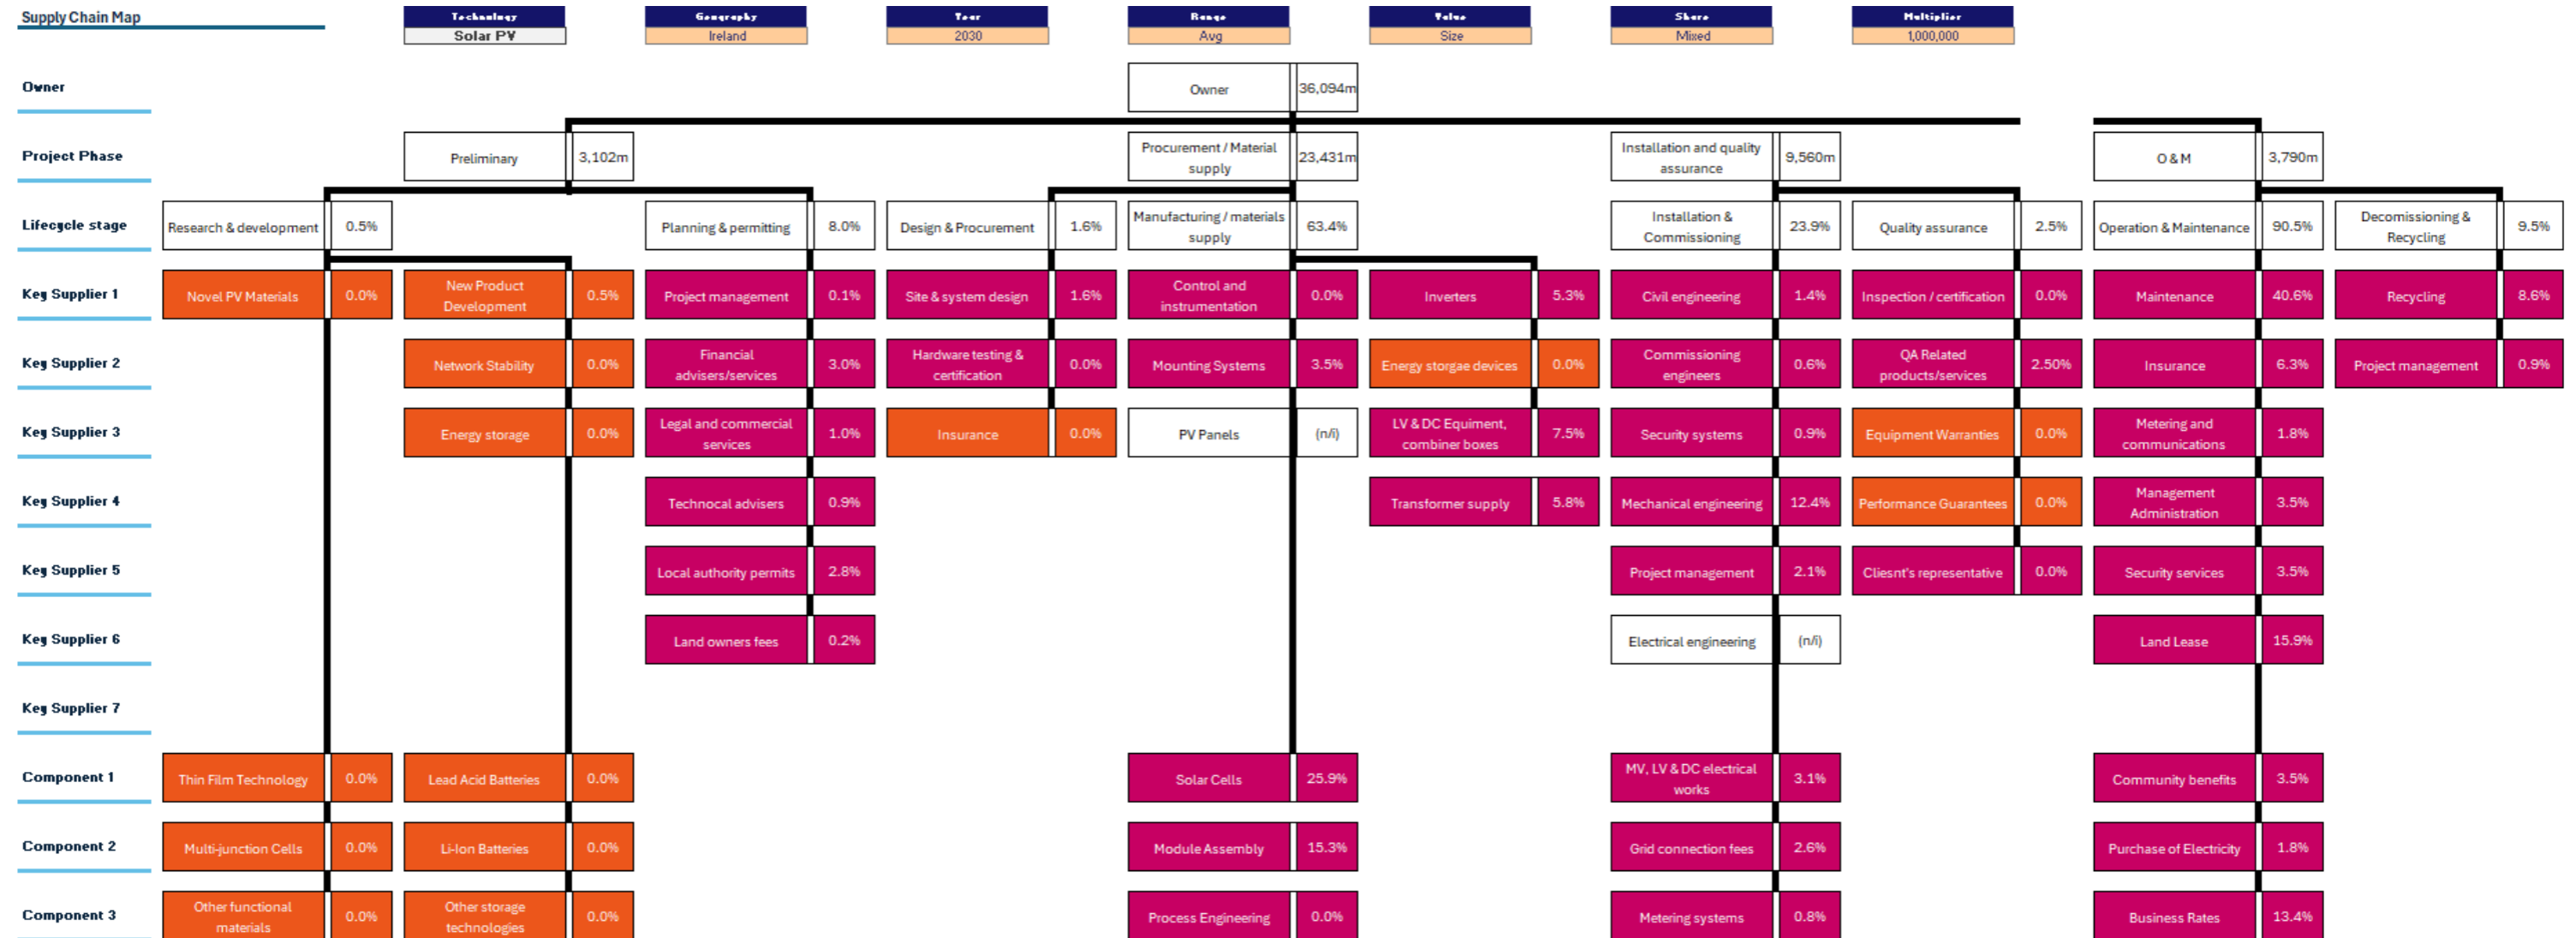 Supply Chain Map
Technology Geography Year Range Value Share Multiplier
Solar PV Ireland 2030 Avg Size Mixed 1,000,000
Owner
Owner 36,094m
Project Phase
Preliminary 3,102m
Procurement / Material
supply
23,431m
Installation and quality
assurance
9,560m
O & M 3,790m
Lifecycle stage
Research & development 0.5%
Planning & permitting 8.0%
Design & Procurement 1.6%
Manufacturing / materials
supply
63.4%
Installation &
Commissioning
23.9%
Quality assurance 2.5%
Operation & Maintenance 90.5%
Decomissioning &
Recycling
9.5%
Key Supplier 1
Novel PV Materials 0.0%
New Product
Development
0.5%
Project management 0.1%
Site & system design 1.6%
Control and
instrumentation
0.0%
Inverters 5.3%
Civil engineering 1.4%
Inspection / certification 0.0%
Maintenance 40.6%
Recycling 8.6%
Key Supplier 2
Network Stability 0.0%
Financial
advisers/services
3.0%
Hardware testing &
certification
0.0%
Mounting Systems 3.5%
Energy storgae devices 0.0%
Commissioning
engineers
0.6%
QA Related
products/services
2.50%
Insurance 6.3%
Project management 0.9%
Key Supplier 3
Energy storage 0.0%
Legal and commercial
services
1.0%
Insurance 0.0%
PV Panels (n/i)
LV & DC Equiment,
combiner boxes
7.5%
Security systems 0.9%
Equipment Warranties 0.0%
Metering and
communications
1.8%
Key Supplier 4
Technocal advisers 0.9%
Transformer supply 5.8%
Mechanical engineering 12.4%
Performance Guarantees 0.0%
Management
Administration
3.5%
Key Supplier 5
Local authority permits 2.8%
Project management 2.1%
Cliesnt's representative 0.0%
Security services 3.5%
Key Supplier 6
Land owners fees 0.2%
Electrical engineering (n/i)
Land Lease 15.9%
Key Supplier 7
Component 1
Thin Film Technology 0.0%
Lead Acid Batteries 0.0%
Solar Cells 25.9%
MV, LV & DC electrical
works
3.1%
Community benefits 3.5%
Component 2
Multi-junction Cells 0.0%
Li-Ion Batteries 0.0%
Module Assembly 15.3%
Grid connection fees 2.6%
Purchase of Electricity 1.8%
Component 3
Other functional
materials
0.0%
Other storage
technologies
0.0%
Process Engineering 0.0%
Metering systems 0.8%
Business Rates 13.4%